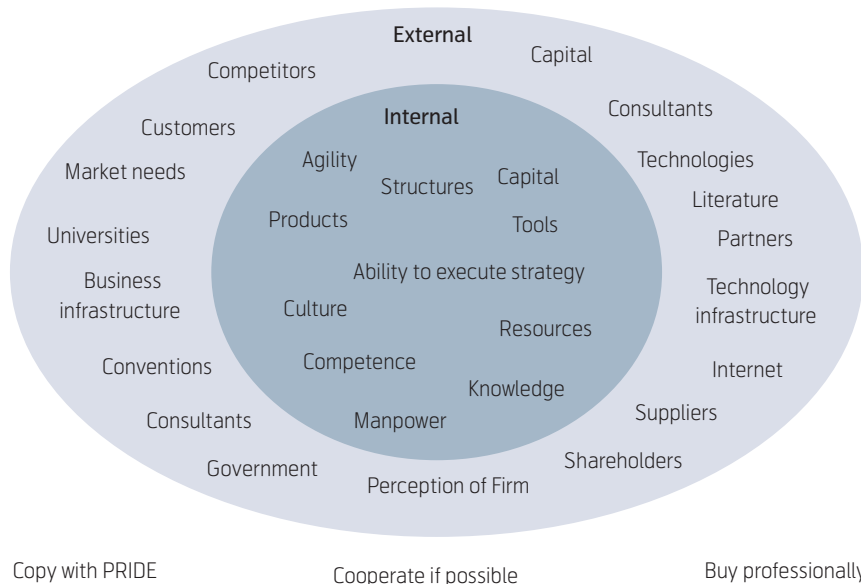 External
Capital
Competitors
Consultants
Internal
Customers
Agility
Technologies
Market needs
Structures
Capital
Literature
Products
Tools
Universities
Partners
Ability to execute strategy
Business
infrastructure
Technology
infrastructure
Culture
Resources
Conventions
Competence
Internet
Knowledge
Consultants
Manpower
Suppliers
Government
Perception of Firm
Shareholders
Copy with PRIDE
Cooperate if possible
Buy professionally